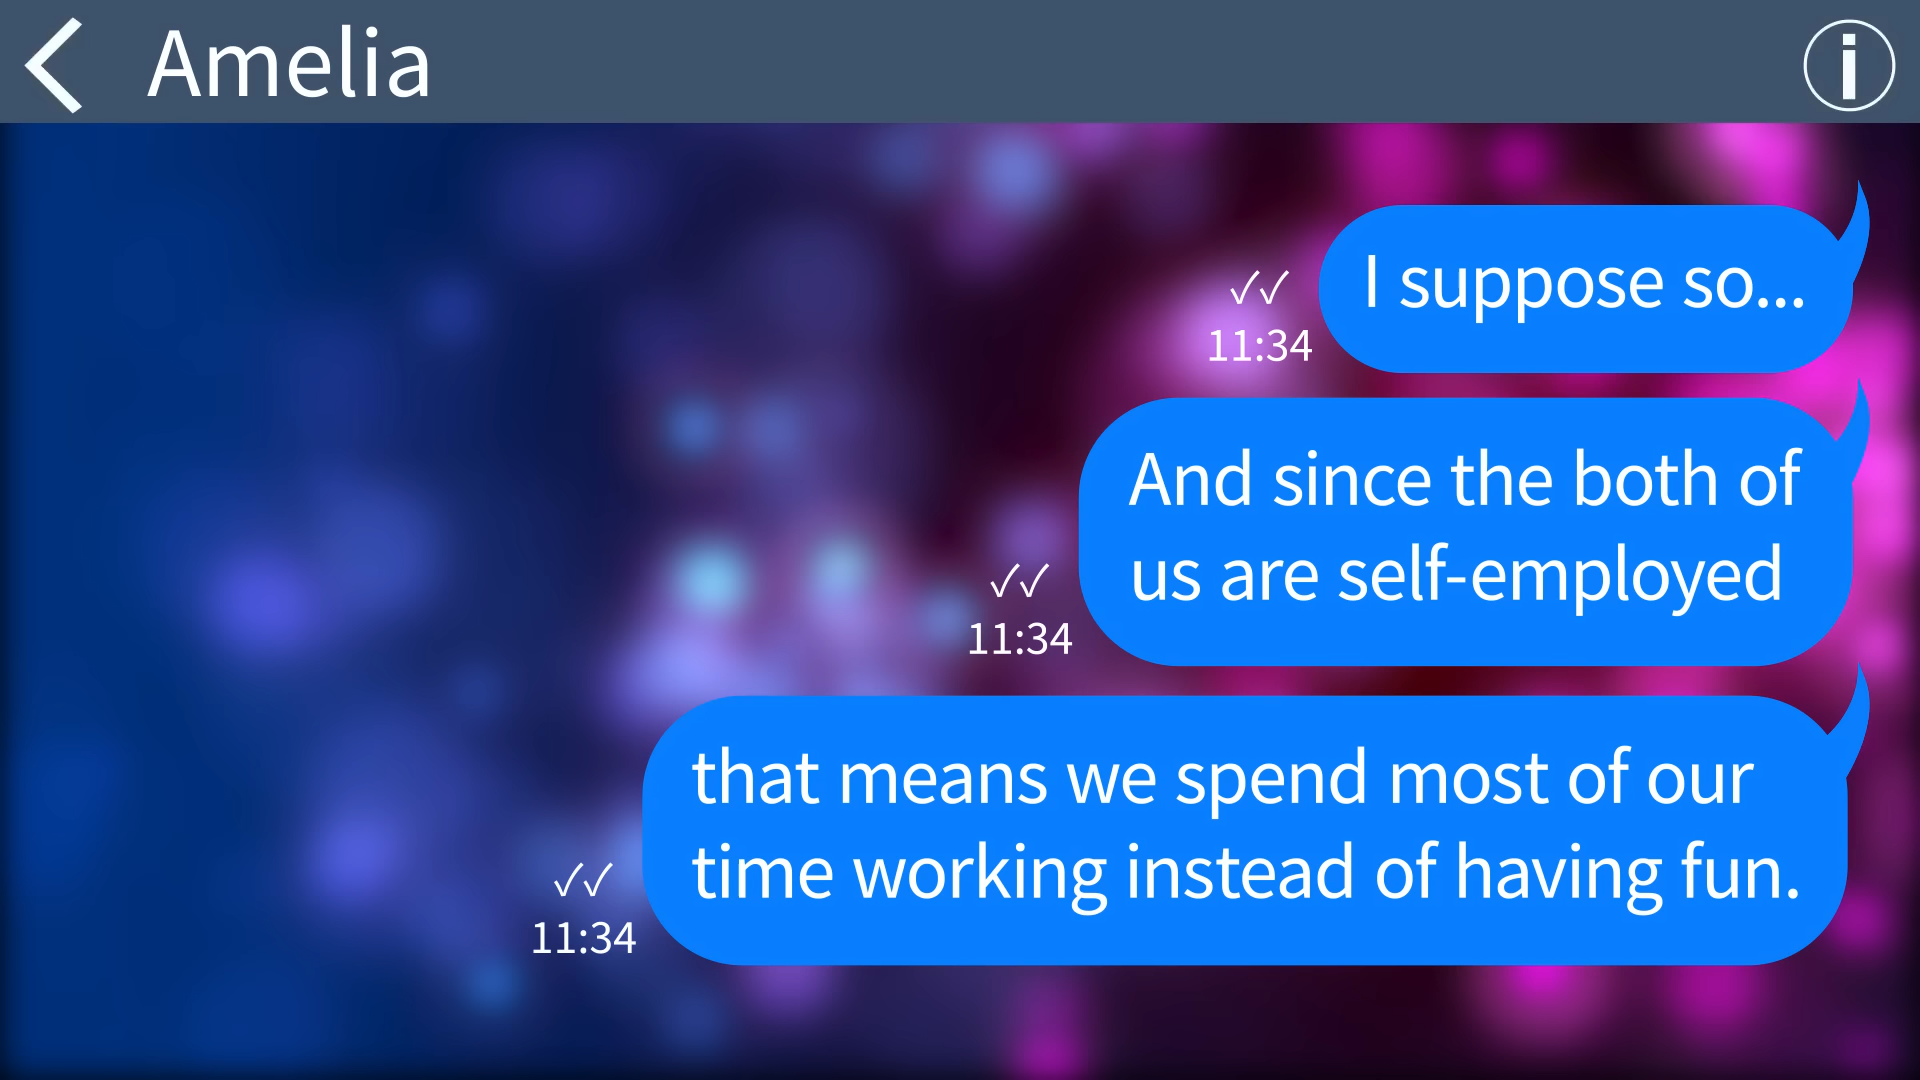 Amelia
I suppose so...
✓✓
11:34
And since the both of
us are self-employed
✓✓
11:34
that means we spend most of our
time working instead of having fun.
✓✓
11:34